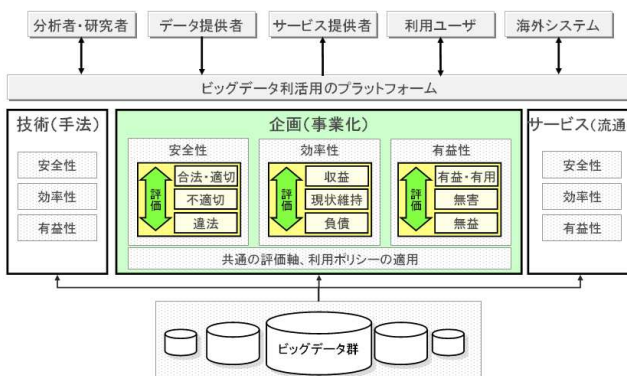 分析者・研究者
データ提供者
サービス提供者
利用ユーザ
海外システム
ビッグデータ利活用のプラットフォーム
技術(手法)
安全性
効率性
有益性
企画(事業化)
安全性
評価
合法・適切
不適切
違法
効率性
評価
収益
現状維持
負債
有益性
評価
有益・有用
無害
無益
共通の評価軸、利用ポリシーの適用
サービス(流通)
安全性
効率性
有益性
ビッグデータ群